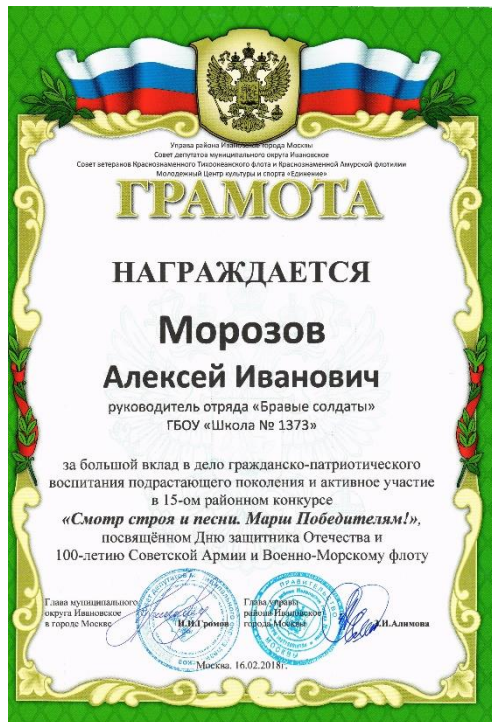 Управа района Ивановское города Москвы
Совет депутатов муниципального округа Ивановское
Совет ветеранов Краснознаменного Тихоокеанского флота и Краснознаменной Амурской флотилии
Молодежный Центр культуры и спорта «Единение»
ГРАМОТА
НАГРАЖДАЕТСЯ
Морозов
Алексей Иванович
руководитель отряда «Бравые солдаты»
ГБОУ «Школа № 1373»
за большой вклад в дело гражданско-патриотического
воспитания подрастающего поколения и активное участие
в 15-ом районном конкурсе
«Смотр строя и песни. Марш Победителям!»,
посвящённом Дню защитника Отечества и
100-летию Советской Армии и Военно-Морскому флоту
Глава муниципального
округа Ивановское
в городе Москве И.И.Громов
Глава управы
района Ивановское
города Москвы Алимова
Москва. 16.02.2018г.